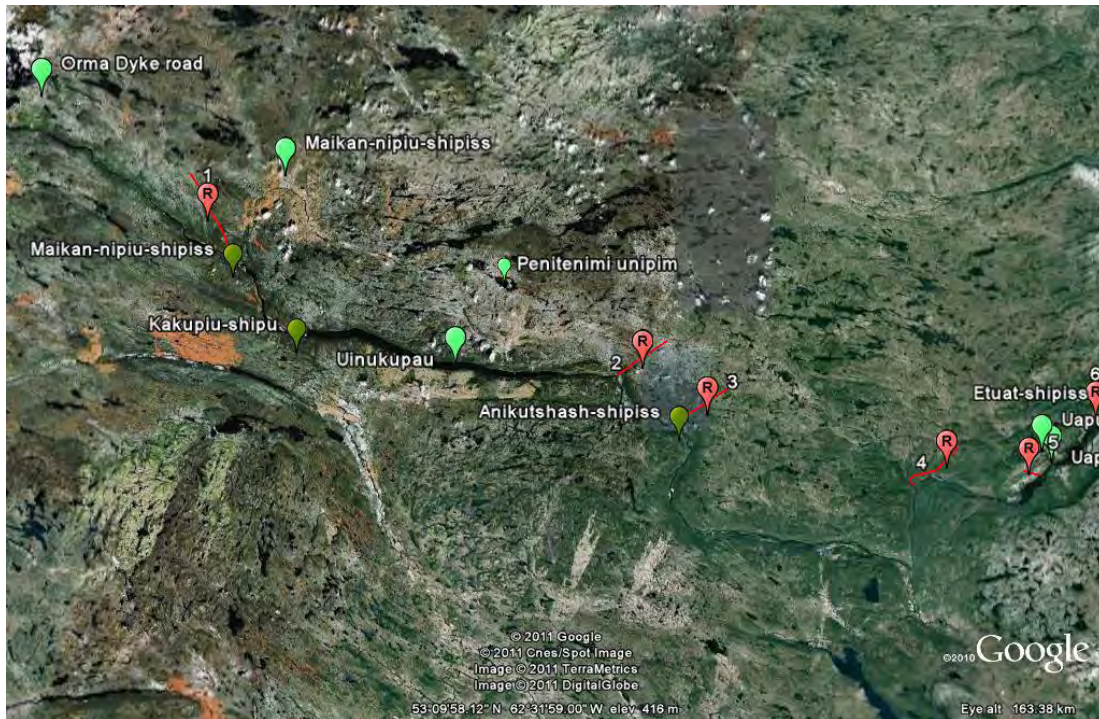 Orma Dyke road
Maikan-nipiu-shipiss
1
R
Maikan-nipiu-shipiss
Penitenimi unipim
Kakupiu-shipu
Uinukupau
R
2
R
3
Anikutshash-shipiss
6
R
Etuat-shipiss
Uapu
R
4
R
5
Uap
© 2011 Google
© 2011 Cnes/Spot Image
Image © 2011 TerraMetrics
Image © 2011 DigitalGlobe
©2010 Google
53-09'58.12" N 62-31'59.00" W elev 416 m
Eye alt 163.38 km